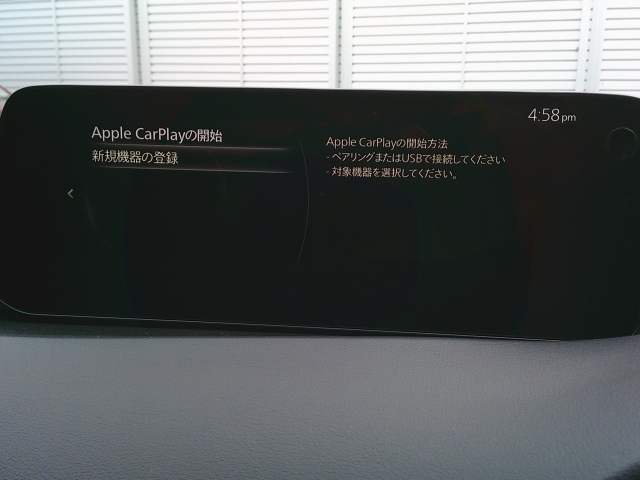 4:58pm
Apple CarPlayの開始
新規機器の登録
Apple CarPlayの開始方法
- ペアリングまたはUSBで接続してください
- 対象機器を選択してください。